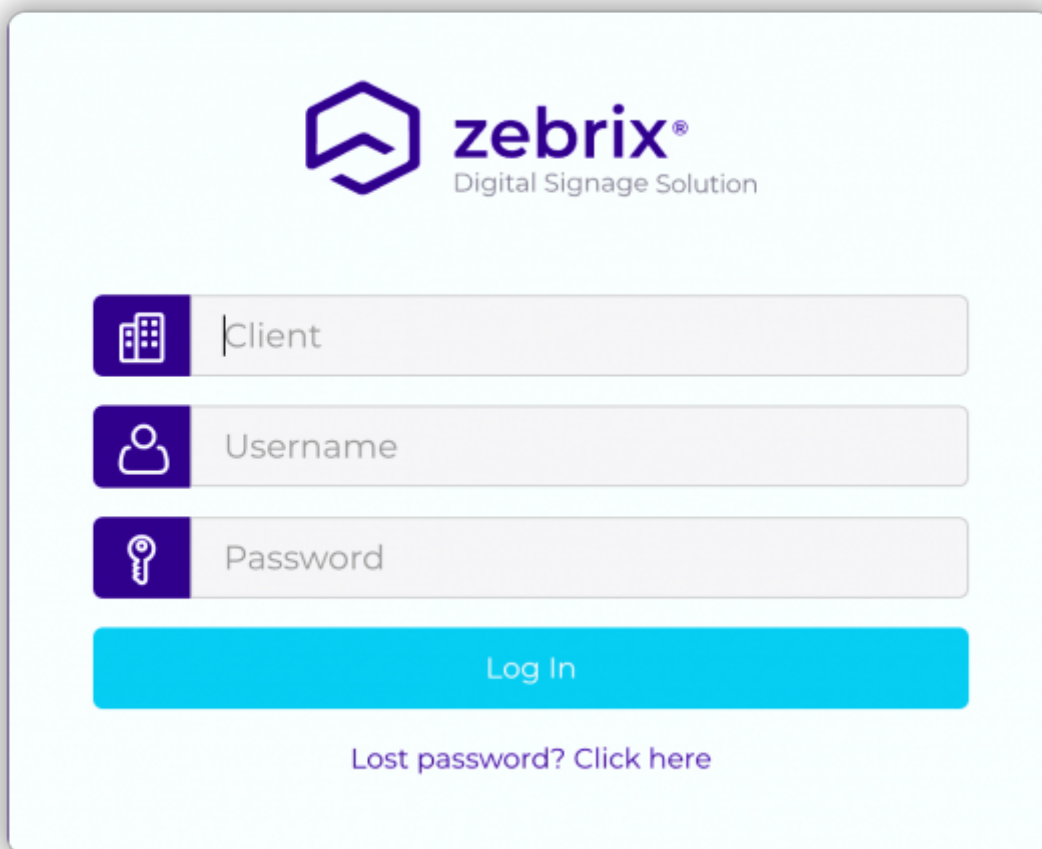 zebrix®
Digital Signage Solution
Client
Username
Password
Log In
Lost password? Click here